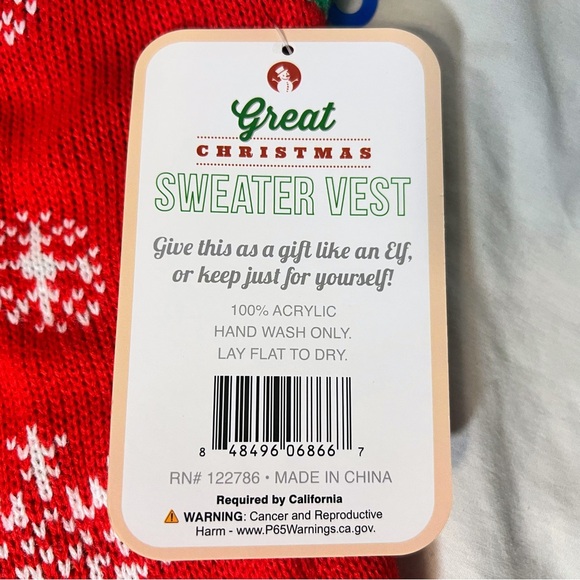 Great
CHRISTMAS
SWEATER VEST
Give this as a gift like an Elf,
or keep just for yourself!
100% ACRYLIC
HAND WASH ONLY.
LAY FLAT TO DRY.
8 48496 06866 7
RN# 122786 • MADE IN CHINA
Required by California
⚠ WARNING: Cancer and Reproductive
Harm - www.P65Warnings.ca.gov.